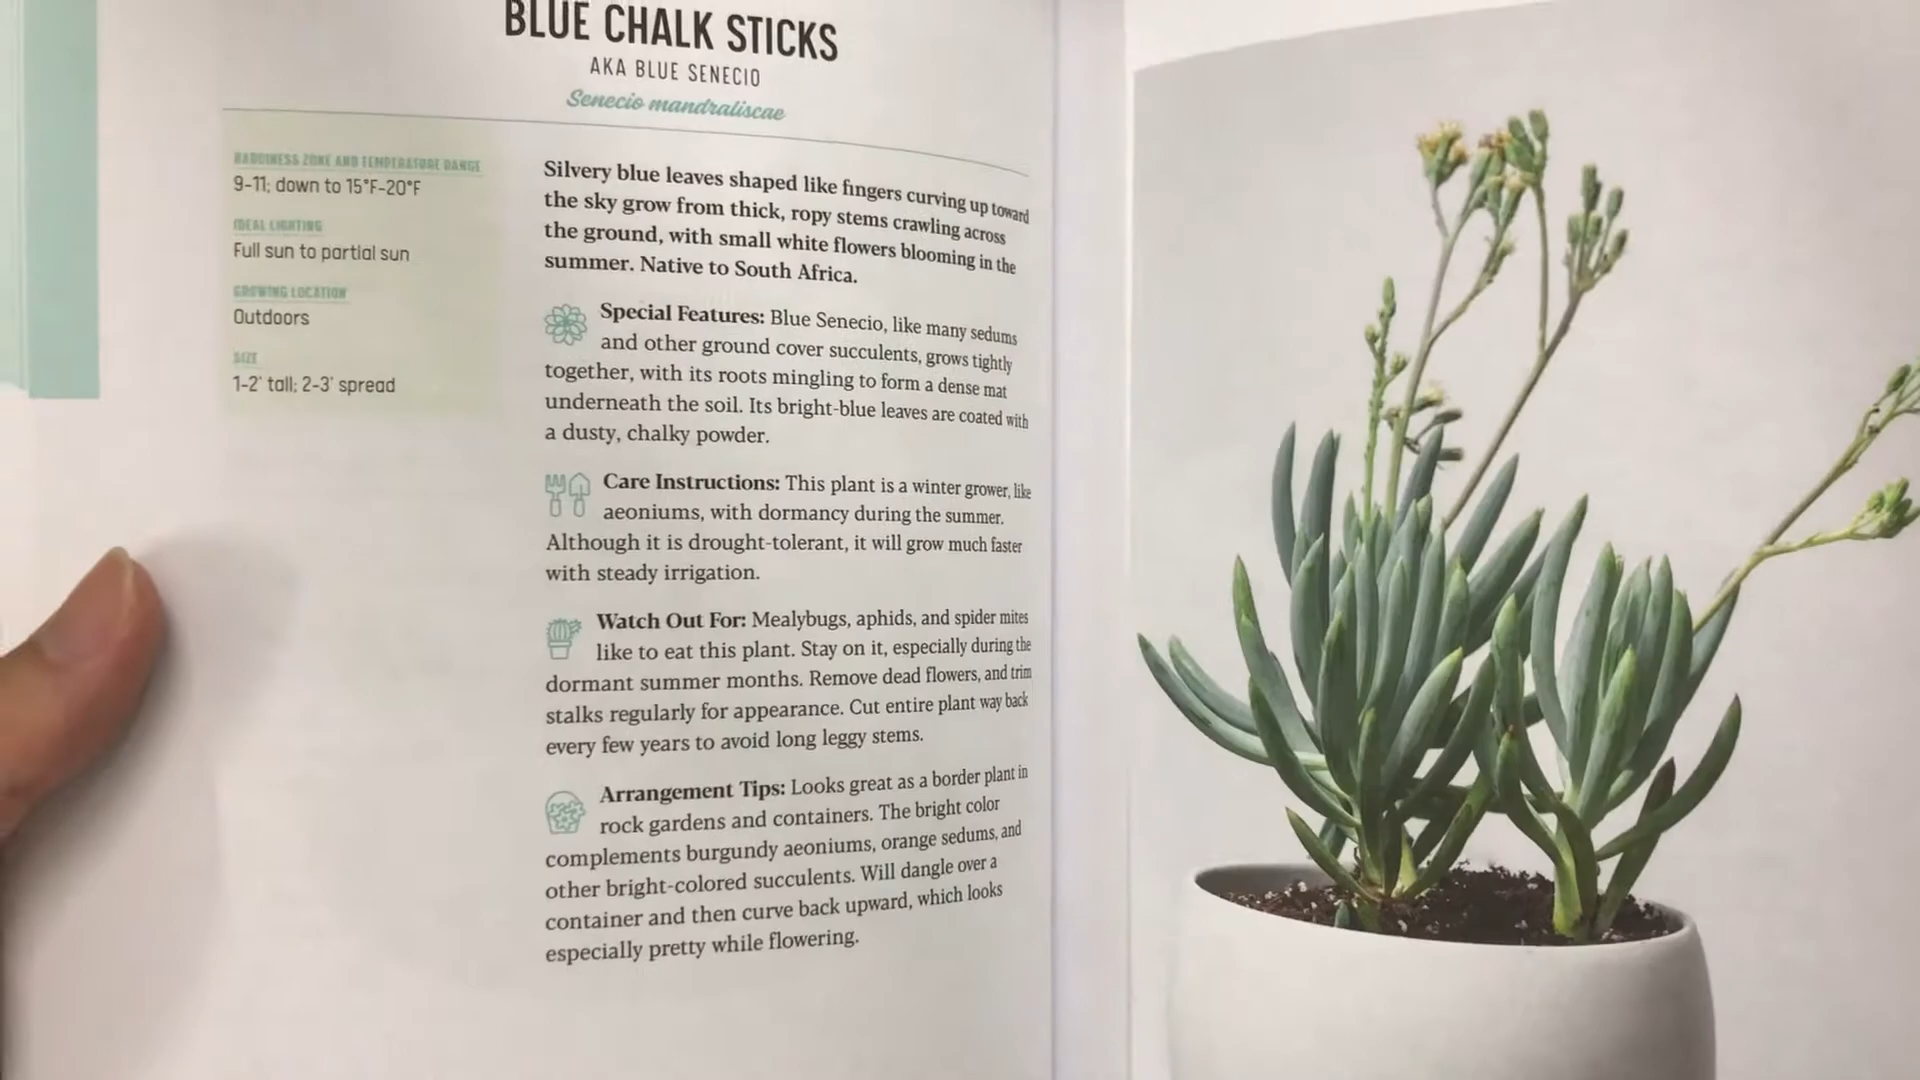 BLUE CHALK STICKS
AKA BLUE SENECIO
Senecio mandraliscae
HARDINESS ZONE AND TEMPERATURE RANGE
9-11; down to 15°F-20°F
IDEAL LIGHTING
Full sun to partial sun
GROWING LOCATION
Outdoors
SIZE
1-2' tall; 2-3' spread
Silvery blue leaves shaped like fingers curving up toward
the sky grow from thick, ropy stems crawling across
the ground, with small white flowers blooming in the
summer. Native to South Africa.
Special Features: Blue Senecio, like many sedums
and other ground cover succulents, grows tightly
together, with its roots mingling to form a dense mat
underneath the soil. Its bright-blue leaves are coated with
a dusty, chalky powder.
Care Instructions: This plant is a winter grower, like
aeoniums, with dormancy during the summer.
Although it is drought-tolerant, it will grow much faster
with steady irrigation.
Watch Out For: Mealybugs, aphids, and spider mites
like to eat this plant. Stay on it, especially during the
dormant summer months. Remove dead flowers, and trim
stalks regularly for appearance. Cut entire plant way back
every few years to avoid long leggy stems.
Arrangement Tips: Looks great as a border plant in
rock gardens and containers. The bright color
complements burgundy aeoniums, orange sedums, and
other bright-colored succulents. Will dangle over a
container and then curve back upward, which looks
especially pretty while flowering.